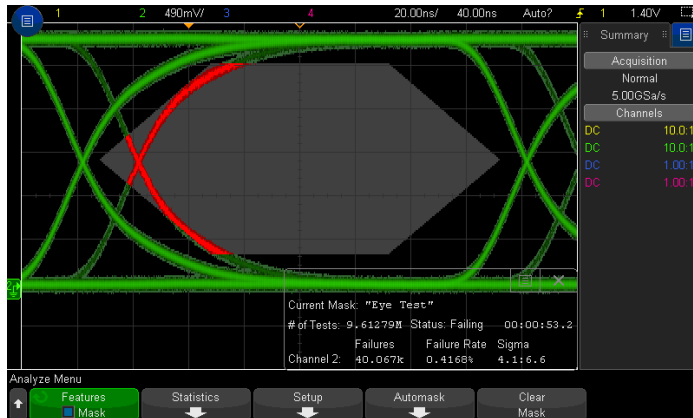 1 2 490mV/ 3 4 20.00ns/ 40.00ns Auto? 1 1.40V
Summary
Acquisition
Normal
5.00GSa/s
Channels
DC 10.0:1
DC 10.0:1
DC 1.00:1
DC 1.00:1
2
Current Mask: "Eye Test"
# of Tests: 9.61279M Status: Failing 00:00:53.2
Failures Failure Rate Sigma
Channel 2: 40.067k 0.4168% 4.1:6.6
Analyze Menu
Features Statistics Setup Automask Clear
Mask Mask